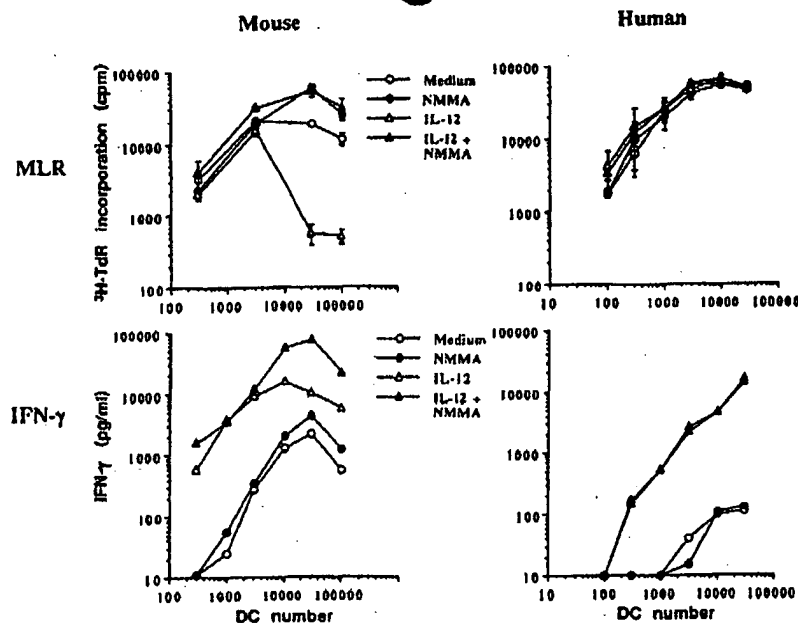 Mouse
Human
MLR
³H-TdR incorporation (cpm)
100000
10000
1000
100
100 1000 10000 100000
Medium
NMMA
IL-12
IL-12 +
NMMA
100000
10000
1000
100
10 100 1000 10000 100000
IFN-γ
IFN-γ (pg/ml)
100000
10000
1000
100
10
100 1000 10000 100000
DC number
Medium
NMMA
IL-12
IL-12 +
NMMA
100000
10000
1000
100
10
10 100 1000 10000 100000
DC number